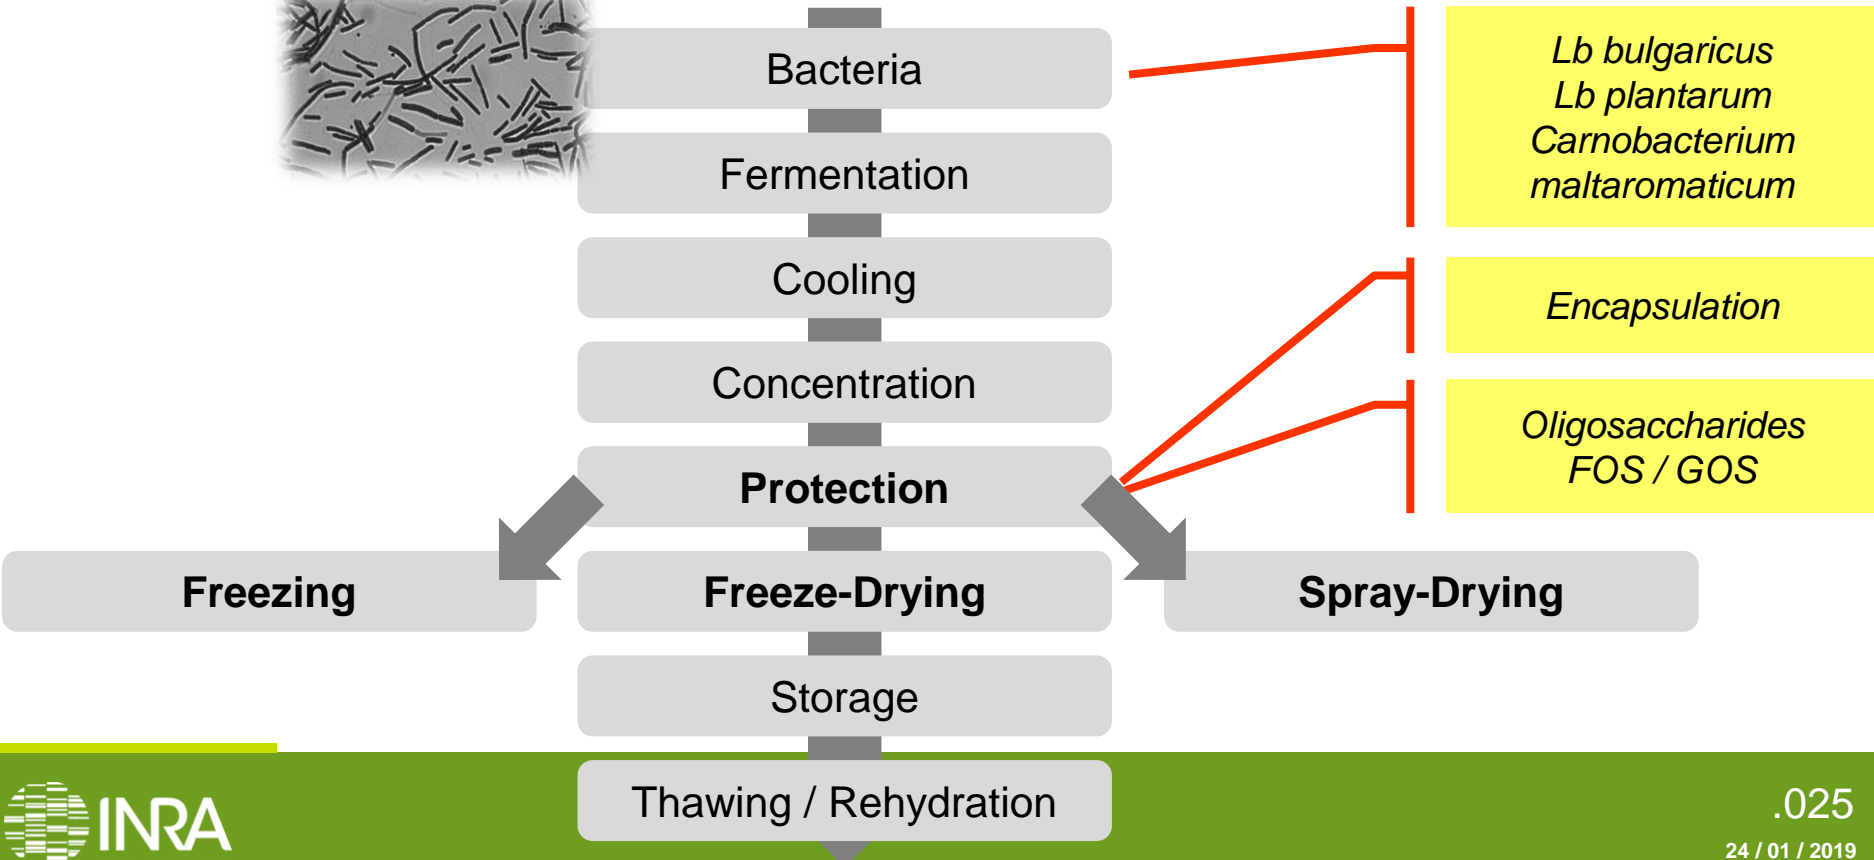 Bacteria
Lb bulgaricus
Lb plantarum
Carnobacterium
maltaromaticum
Fermentation
Cooling
Encapsulation
Concentration
Oligosaccharides
FOS / GOS
Protection
Freezing
Freeze-Drying
Spray-Drying
Storage
Thawing / Rehydration
INRA
.025
24 / 01 / 2019